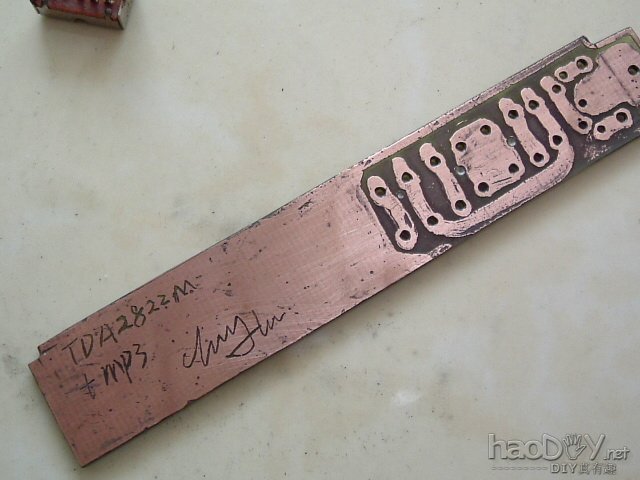 TDA2822M
+ MP3
haoDIY.net
DIY真有趣